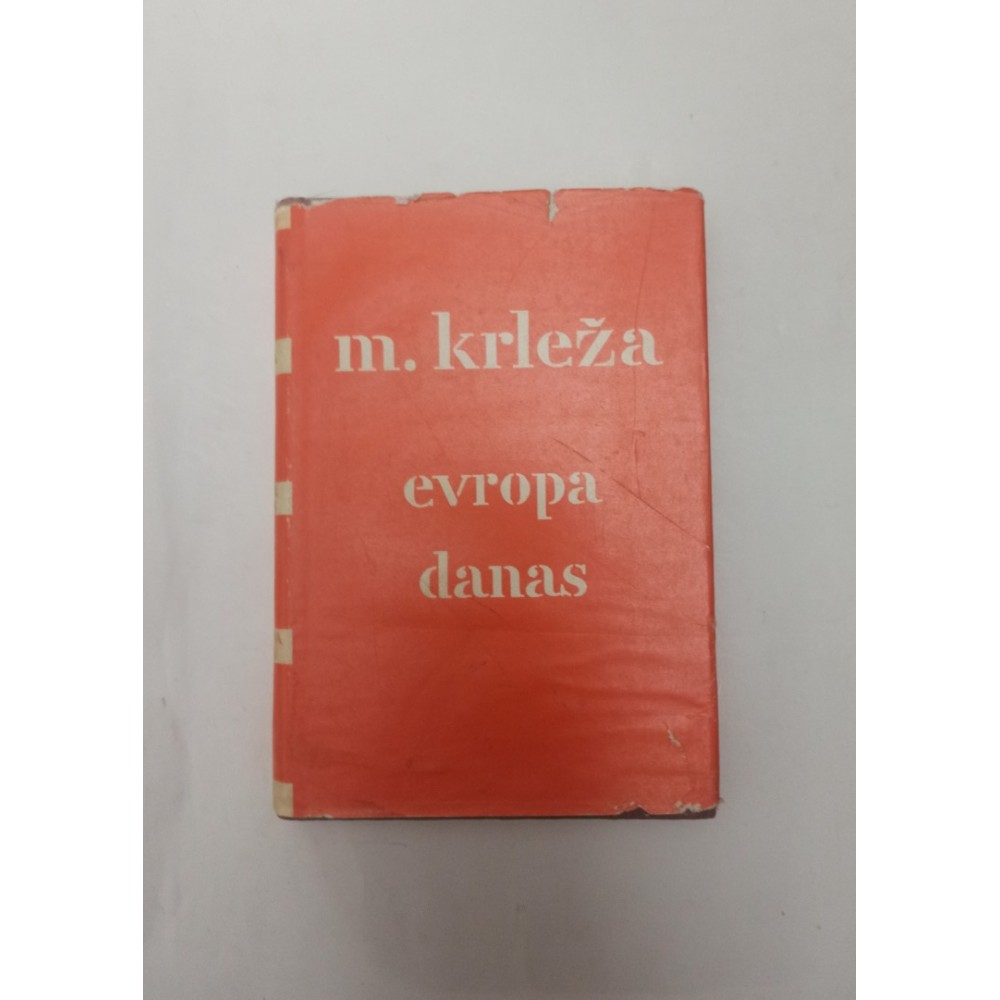 m. krleža
evropa
danas